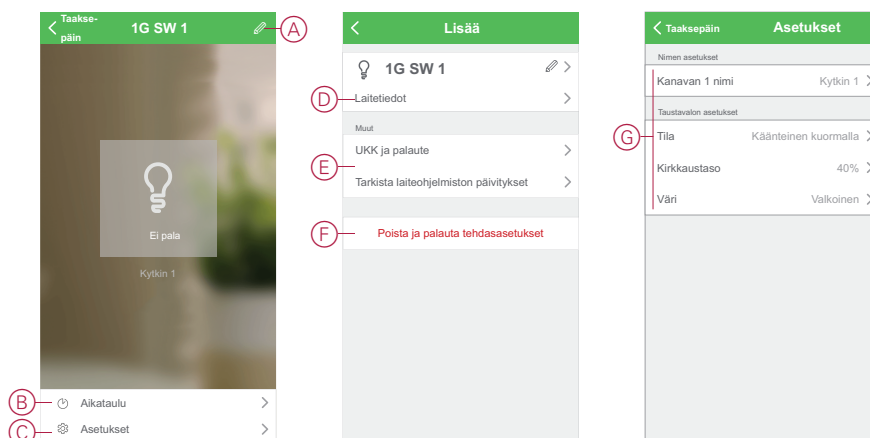 Taakse-
päin
1G SW 1
A
Ei pala
Kytkin 1
B
Aikataulu
C
Asetukset
Lisää
1G SW 1
D
Laitetiedot
Muut
E
UKK ja palaute
Tarkista laiteohjelmiston päivitykset
F
Poista ja palauta tehdasasetukset
Taaksepäin
Asetukset
Nimen asetukset
Kanavan 1 nimi
Kytkin 1
Taustavalon asetukset
G
Tila
Käänteinen kuormalla
Kirkkaustaso
40%
Väri
Valkoinen